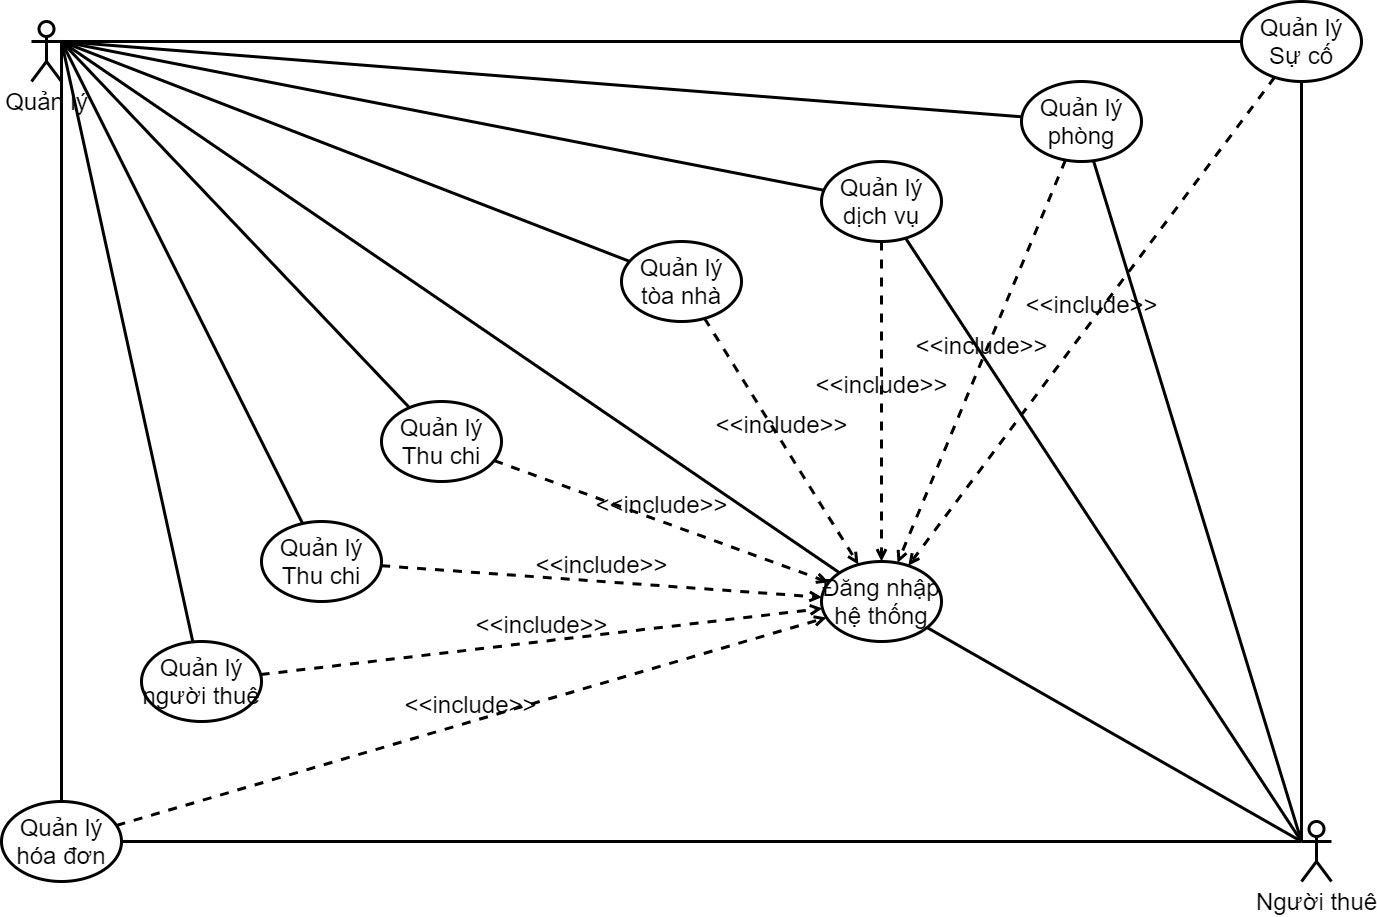 Quản lý
Sự cố
Quản lý
Quản lý
phòng
Quản lý
dịch vụ
Quản lý
tòa nhà
<<include>>
<<include>>
<<include>>
<<include>>
Quản lý
Thu chi
<<include>>
Quản lý
Thu chi
<<include>>
Đăng nhập
hệ thống
<<include>>
Quản lý
người thuê
<<include>>
Quản lý
hóa đơn
Người thuê